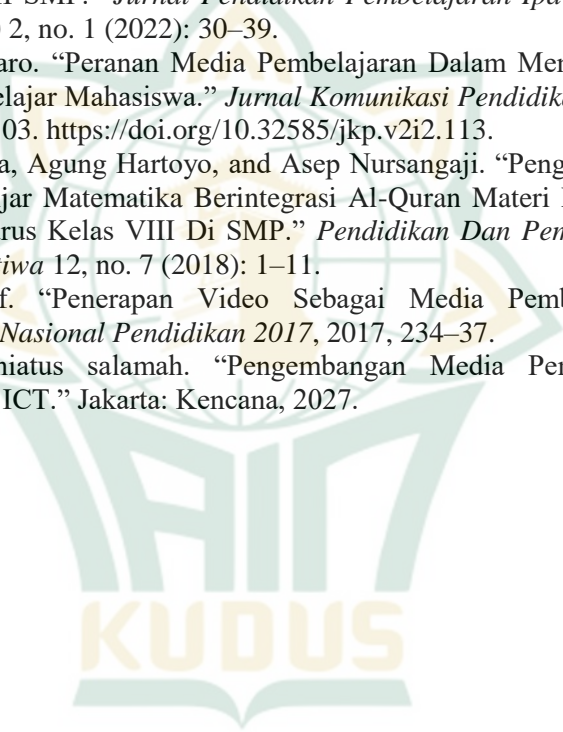 SMP.” Jurnal Pendidikan Pembelajaran Ipa
2, no. 1 (2022): 30–39.
aro. “Peranan Media Pembelajaran Dalam Men
elajar Mahasiswa.” Jurnal Komunikasi Pendidik
03. https://doi.org/10.32585/jkp.v2i2.113.
a, Agung Hartoyo, and Asep Nursangaji. “Peng
jar Matematika Berintegrasi Al-Quran Materi
rus Kelas VIII Di SMP.” Pendidikan Dan Pem
tiwa 12, no. 7 (2018): 1–11.
f. “Penerapan Video Sebagai Media Pemb
Nasional Pendidikan 2017, 2017, 234–37.
niatus salamah. “Pengembangan Media Per
ICT.” Jakarta: Kencana, 2027.
IAIN
KUDUS